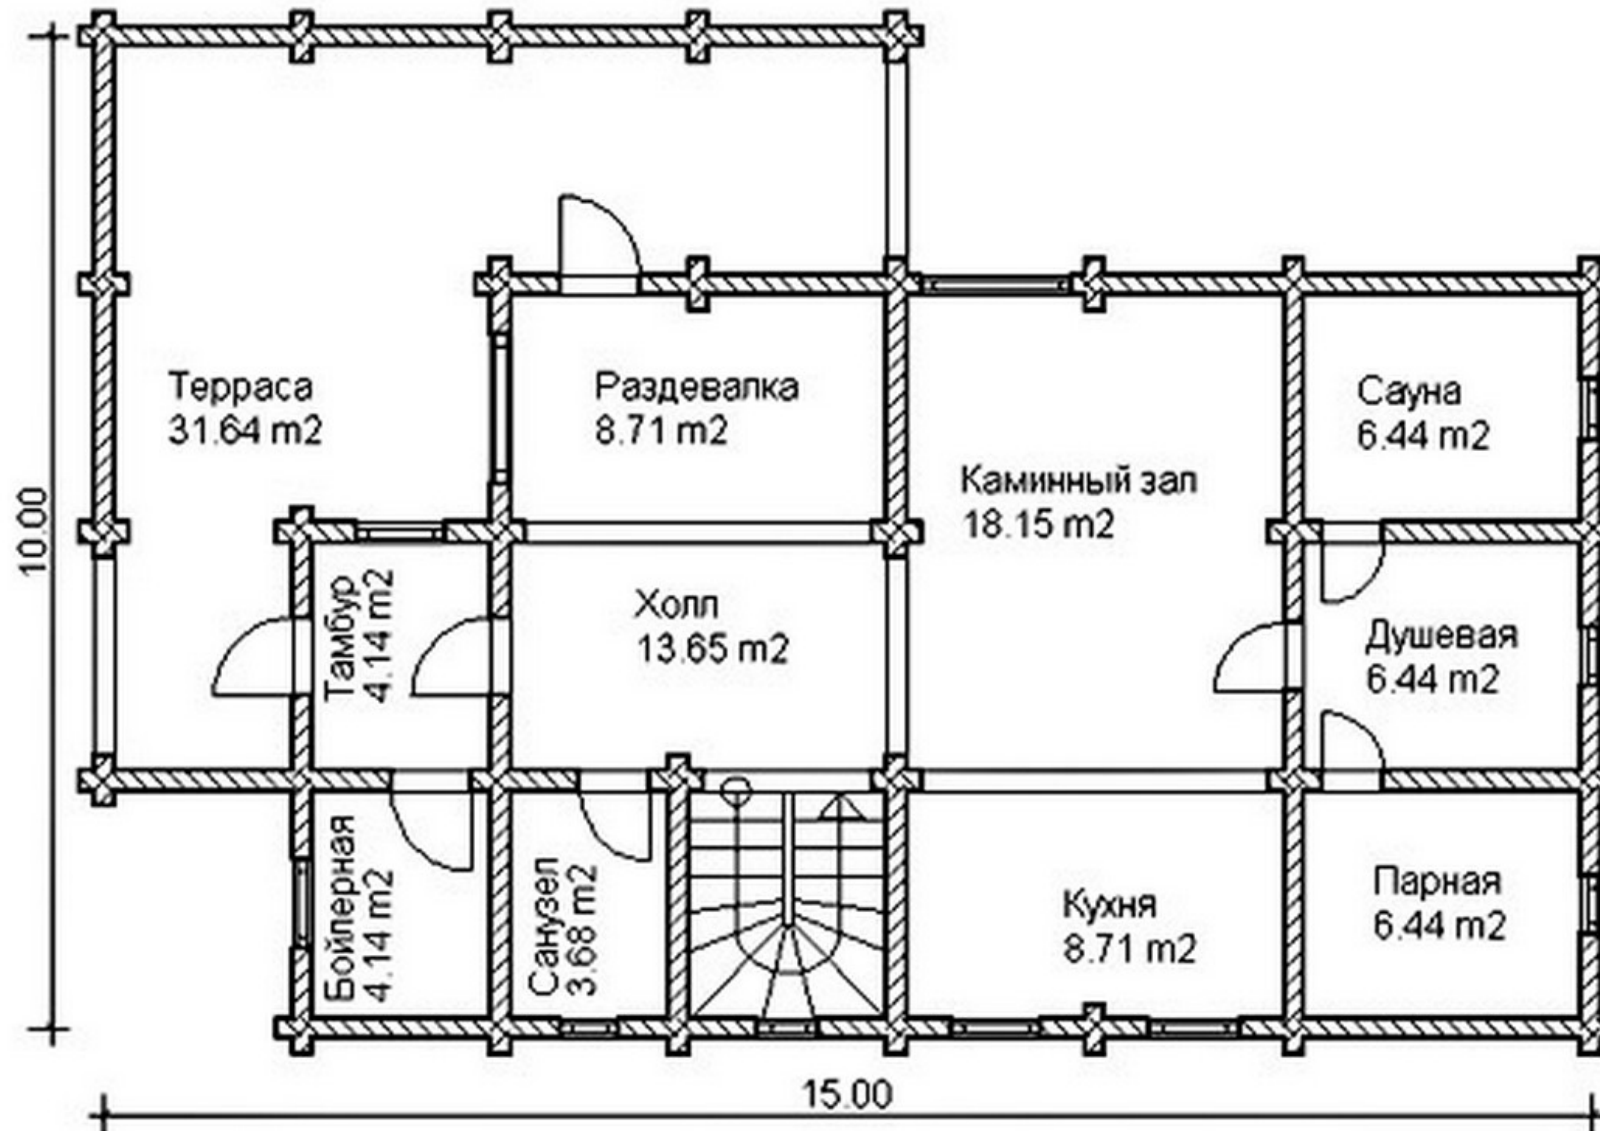 Терраса
31.64 m2
Раздевалка
8.71 m2
Сауна
6.44 m2
Каминный зал
18.15 m2
10.00
Тамбур
4.14 m2
Холл
13.65 m2
Душевая
6.44 m2
Бойлерная
4.14 m2
Санузел
3.68 m2
Кухня
8.71 m2
Парная
6.44 m2
15.00